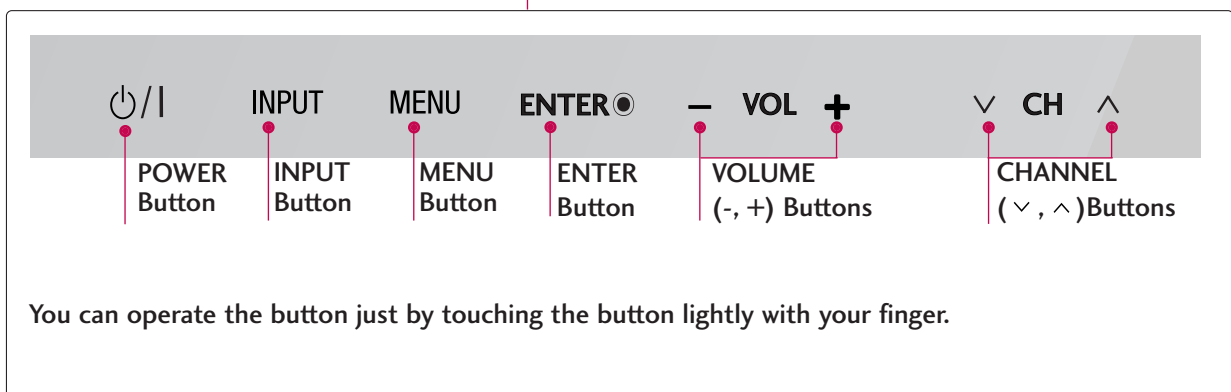 ⏻/I INPUT MENU ENTER◉ − VOL + ∨ CH ∧
POWER INPUT MENU ENTER VOLUME CHANNEL
Button Button Button Button (-, +) Buttons (∨, ∧)Buttons
You can operate the button just by touching the button lightly with your finger.